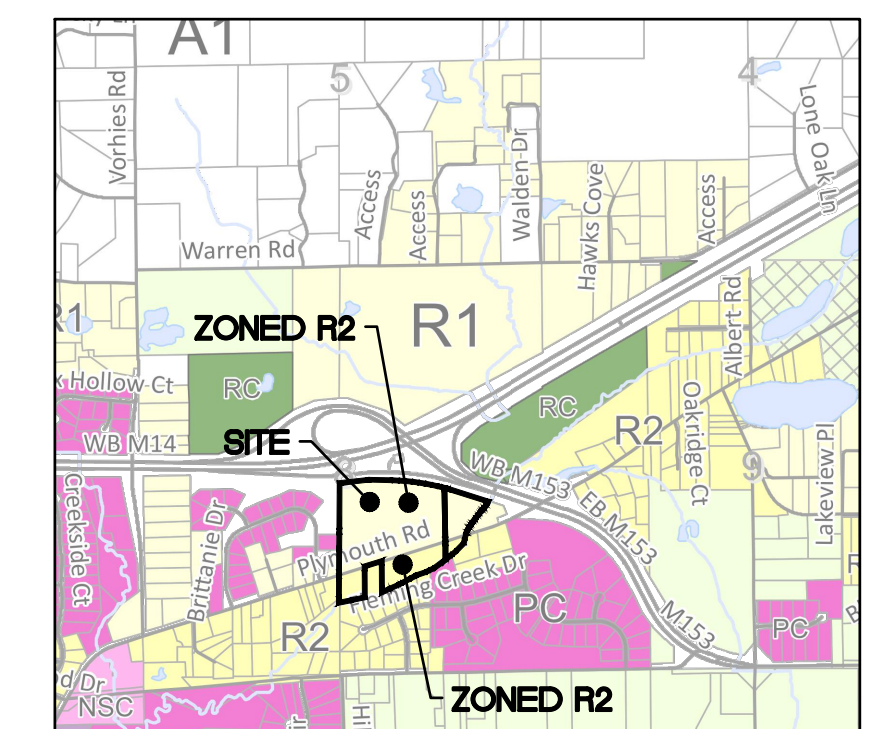 A1
5
4
Vorhies Rd
Lone Oak Ln
Walden Dr
Access
Access
Hawks Cove
Access
Warren Rd
Albert Rd
R1
R1
ZONED R2
RC
Hollow Ct
RC
R2
Oakridge Ct
SITE
WB M14
8
9
WB M153
EB M153
Lakeview Pl
Creekside Ct
Brittanie Dr
Plymouth Rd
Fleming Creek Dr
R2
PC
M153
PC
R
Dr
NSC
ZONED R2